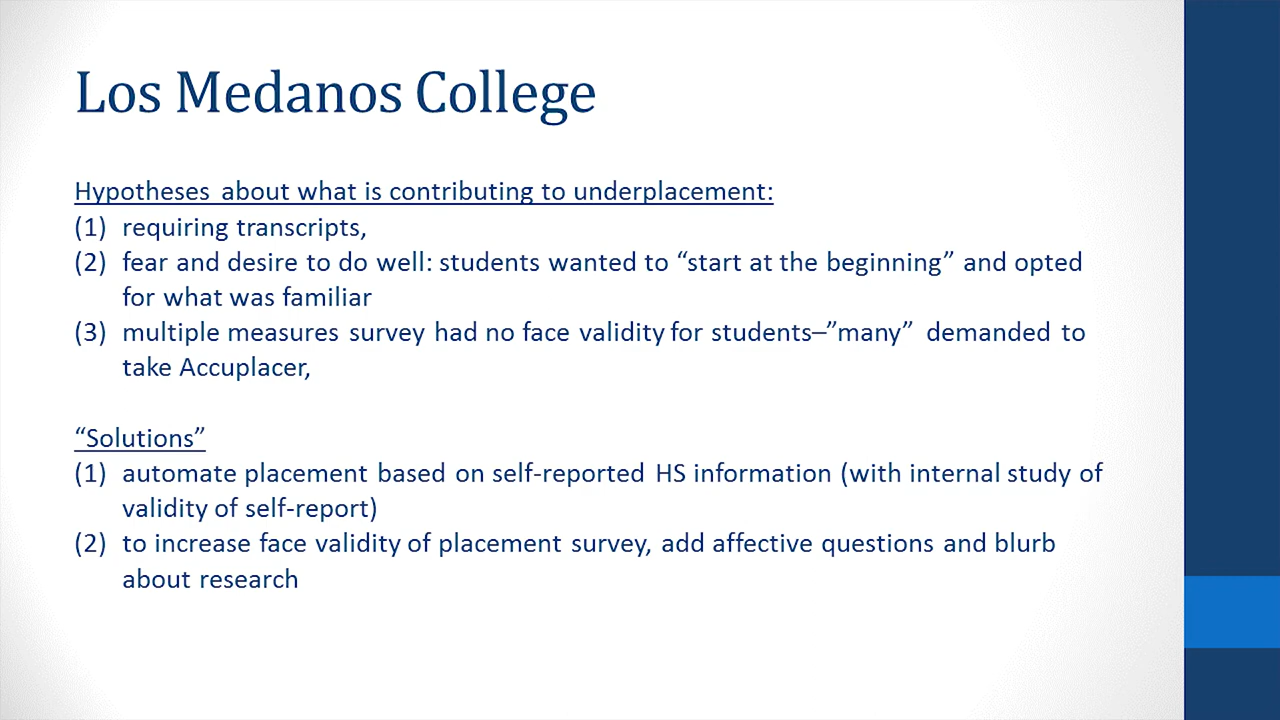 Los Medanos College
Hypotheses about what is contributing to underplacement:
(1) requiring transcripts,
(2) fear and desire to do well: students wanted to “start at the beginning” and opted
for what was familiar
(3) multiple measures survey had no face validity for students–”many” demanded to
take Accuplacer,
“Solutions”
(1) automate placement based on self-reported HS information (with internal study of
validity of self-report)
(2) to increase face validity of placement survey, add affective questions and blurb
about research